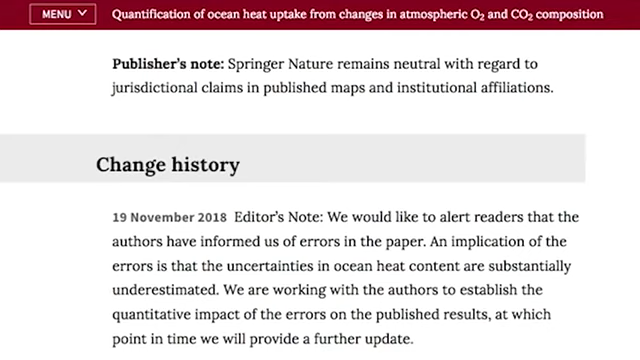 MENU Quantification of ocean heat uptake from changes in atmospheric O2 and CO2 composition
Publisher's note: Springer Nature remains neutral with regard to
jurisdictional claims in published maps and institutional affiliations.
Change history
19 November 2018 Editor's Note: We would like to alert readers that the
authors have informed us of errors in the paper. An implication of the
errors is that the uncertainties in ocean heat content are substantially
underestimated. We are working with the authors to establish the
quantitative impact of the errors on the published results, at which
point in time we will provide a further update.